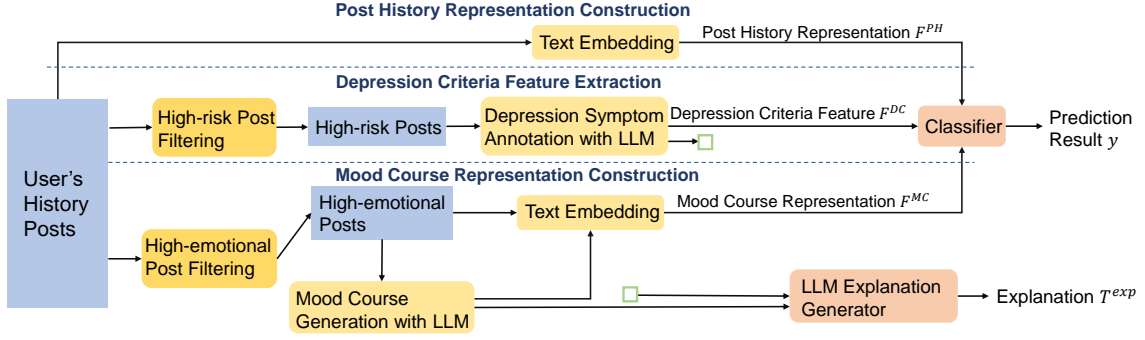 Post History Representation Construction
Text Embedding
Post History Representation F^{PH}
Depression Criteria Feature Extraction
User's
History
Posts
High-risk Post
Filtering
High-risk Posts
Depression Symptom
Annotation with LLM
Depression Criteria Feature F^{DC}
Classifier
Prediction
Result y
Mood Course Representation Construction
High-emotional
Post Filtering
High-emotional
Posts
Text Embedding
Mood Course Representation F^{MC}
Mood Course
Generation with LLM
LLM Explanation
Generator
Explanation T^{exp}